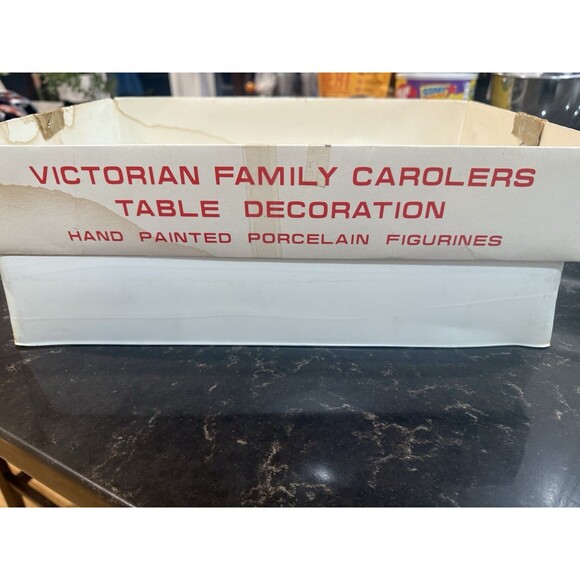 VICTORIAN FAMILY CAROLERS
TABLE DECORATION
HAND PAINTED PORCELAIN FIGURINES